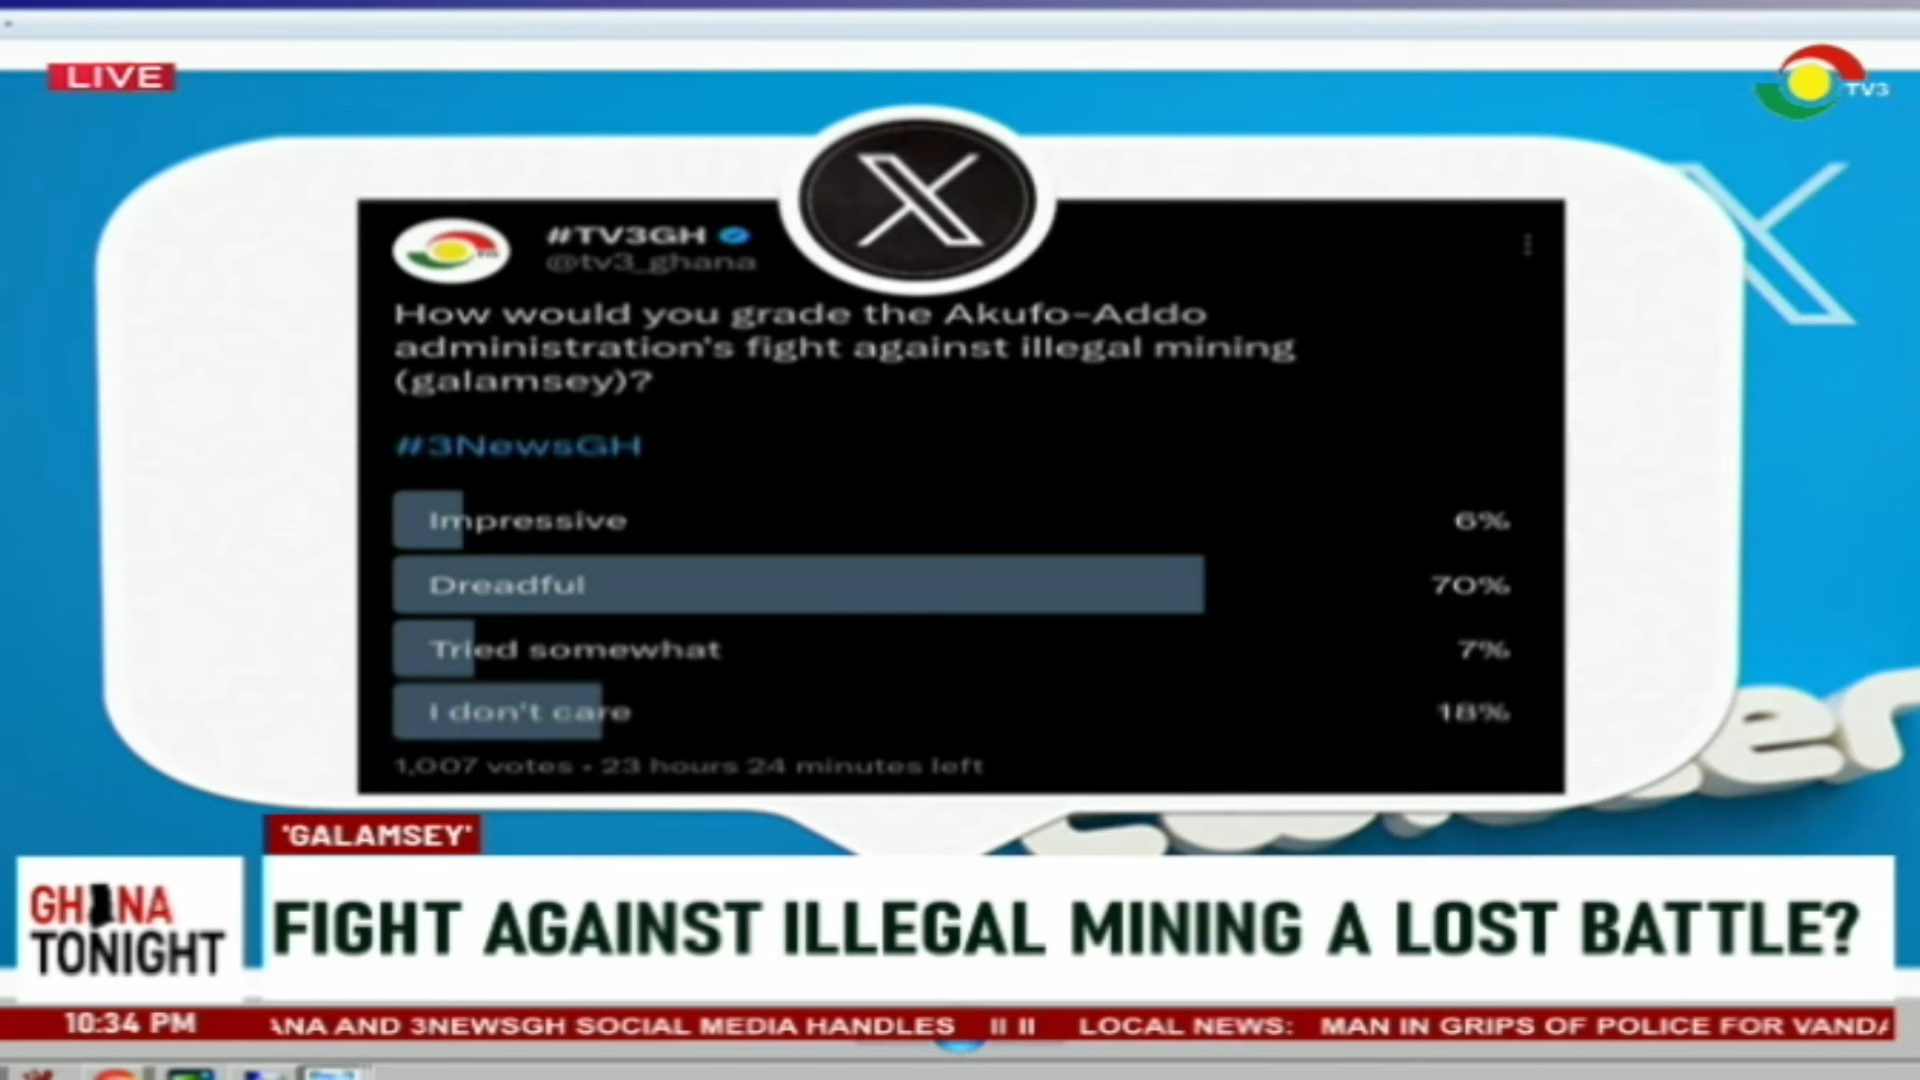 LIVE
TV3
#TV3GH
@tv3_ghana
How would you grade the Akufo-Addo
administration's fight against illegal mining
(galamsey)?
#3NewsGH
Impressive 6%
Dreadful 70%
Tried somewhat 7%
I don't care 18%
1,007 votes • 23 hours 24 minutes left
'GALAMSEY'
GHANA
TONIGHT
FIGHT AGAINST ILLEGAL MINING A LOST BATTLE?
10:34 PM
ANA AND 3NEWSGH SOCIAL MEDIA HANDLES || || LOCAL NEWS: MAN IN GRIPS OF POLICE FOR VANDA